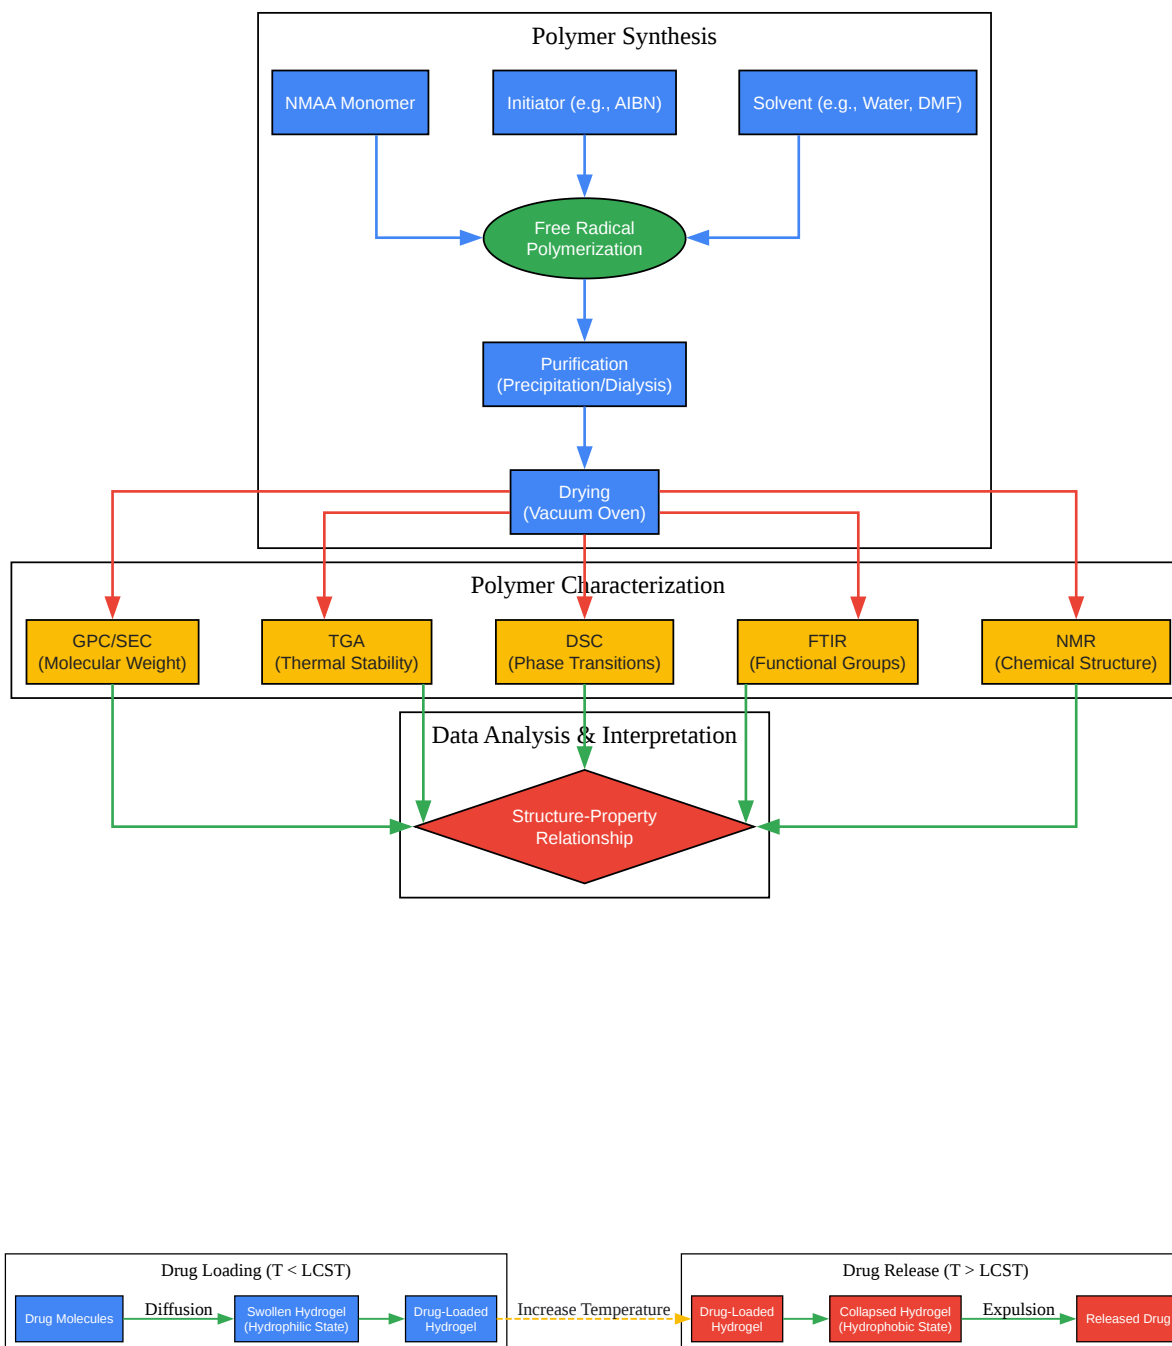 Polymer Synthesis
NMAA Monomer
Initiator (e.g., AIBN)
Solvent (e.g., Water, DMF)
Free Radical
Polymerization
Purification
(Precipitation/Dialysis)
Drying
(Vacuum Oven)
Polymer Characterization
GPC/SEC
(Molecular Weight)
TGA
(Thermal Stability)
DSC
(Phase Transitions)
FTIR
(Functional Groups)
NMR
(Chemical Structure)
Data Analysis & Interpretation
Structure-Property
Relationship
Drug Loading (T < LCST)
Drug Molecules
Diffusion
Swollen Hydrogel
(Hydrophilic State)
Drug-Loaded
Hydrogel
Increase Temperature
Drug Release (T > LCST)
Drug-Loaded
Hydrogel
Collapsed Hydrogel
(Hydrophobic State)
Expulsion
Released Drug